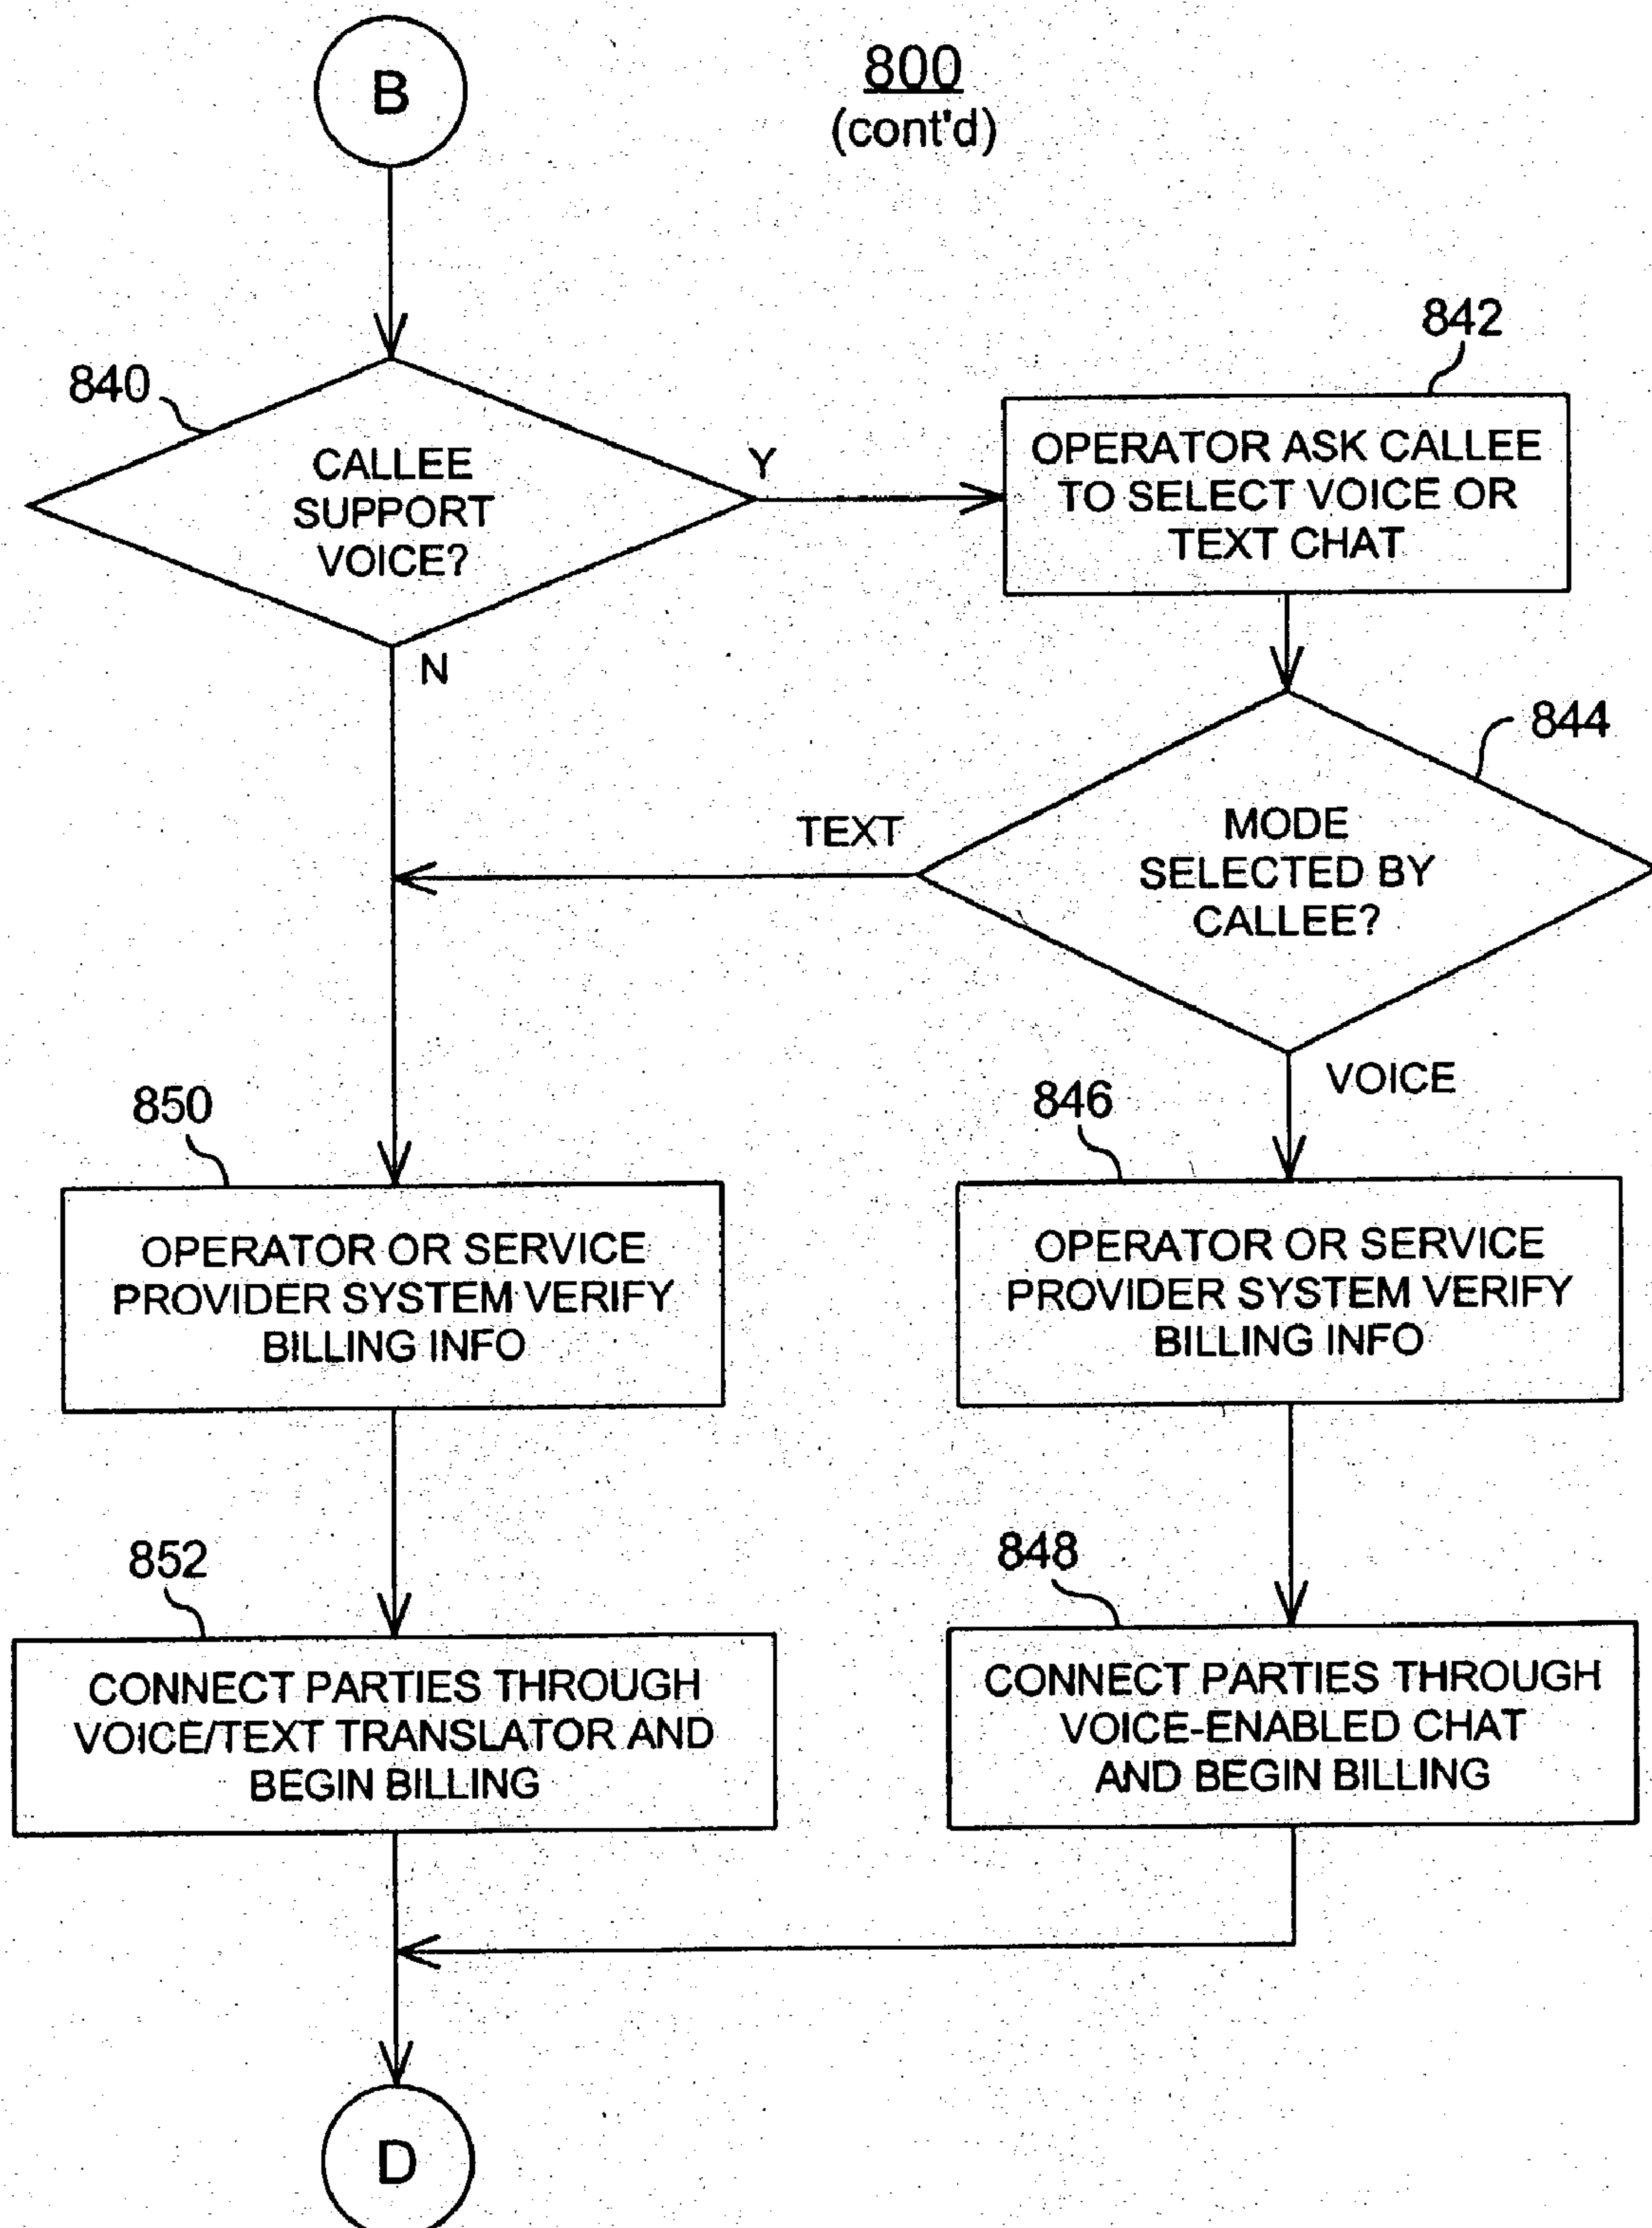 B
800
(cont'd)
840
CALLEE
SUPPORT
VOICE?
Y
N
842
OPERATOR ASK CALLEE
TO SELECT VOICE OR
TEXT CHAT
844
MODE
SELECTED BY
CALLEE?
TEXT
VOICE
850
OPERATOR OR SERVICE
PROVIDER SYSTEM VERIFY
BILLING INFO
846
OPERATOR OR SERVICE
PROVIDER SYSTEM VERIFY
BILLING INFO
852
CONNECT PARTIES THROUGH
VOICE/TEXT TRANSLATOR AND
BEGIN BILLING
848
CONNECT PARTIES THROUGH
VOICE-ENABLED CHAT
AND BEGIN BILLING
D